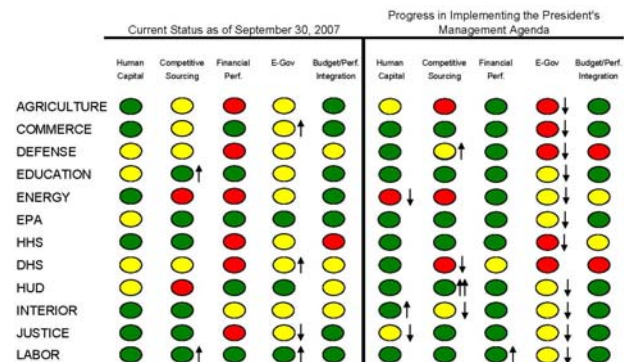 Progress in Implementing the President's
Current Status as of September 30, 2007 Management Agenda
Human Competitive Financial E-Gov Budget/Perf. Human Competitive Financial E-Gov Budget/Perf.
Capital Sourcing Perf. Integration Capital Sourcing Perf. Integration
AGRICULTURE
COMMERCE
DEFENSE
EDUCATION
ENERGY
EPA
HHS
DHS
HUD
INTERIOR
JUSTICE
LABOR